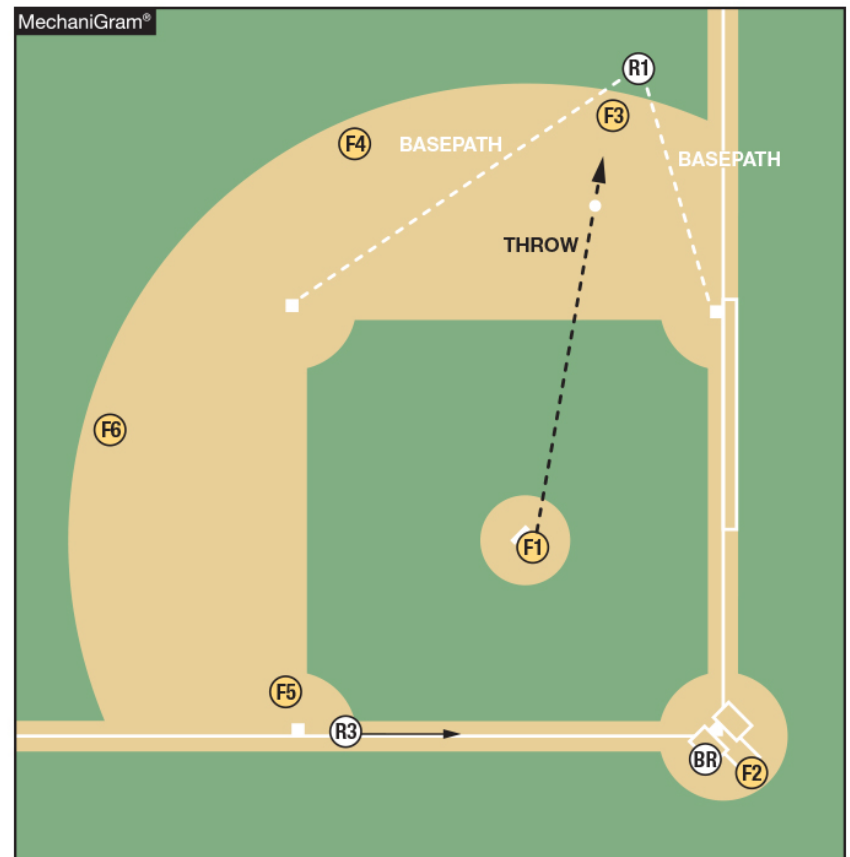 MechaniGram®
R1
F3
F4
BASEPATH
BASEPATH
THROW
F6
F1
F5
R3
BR
F2